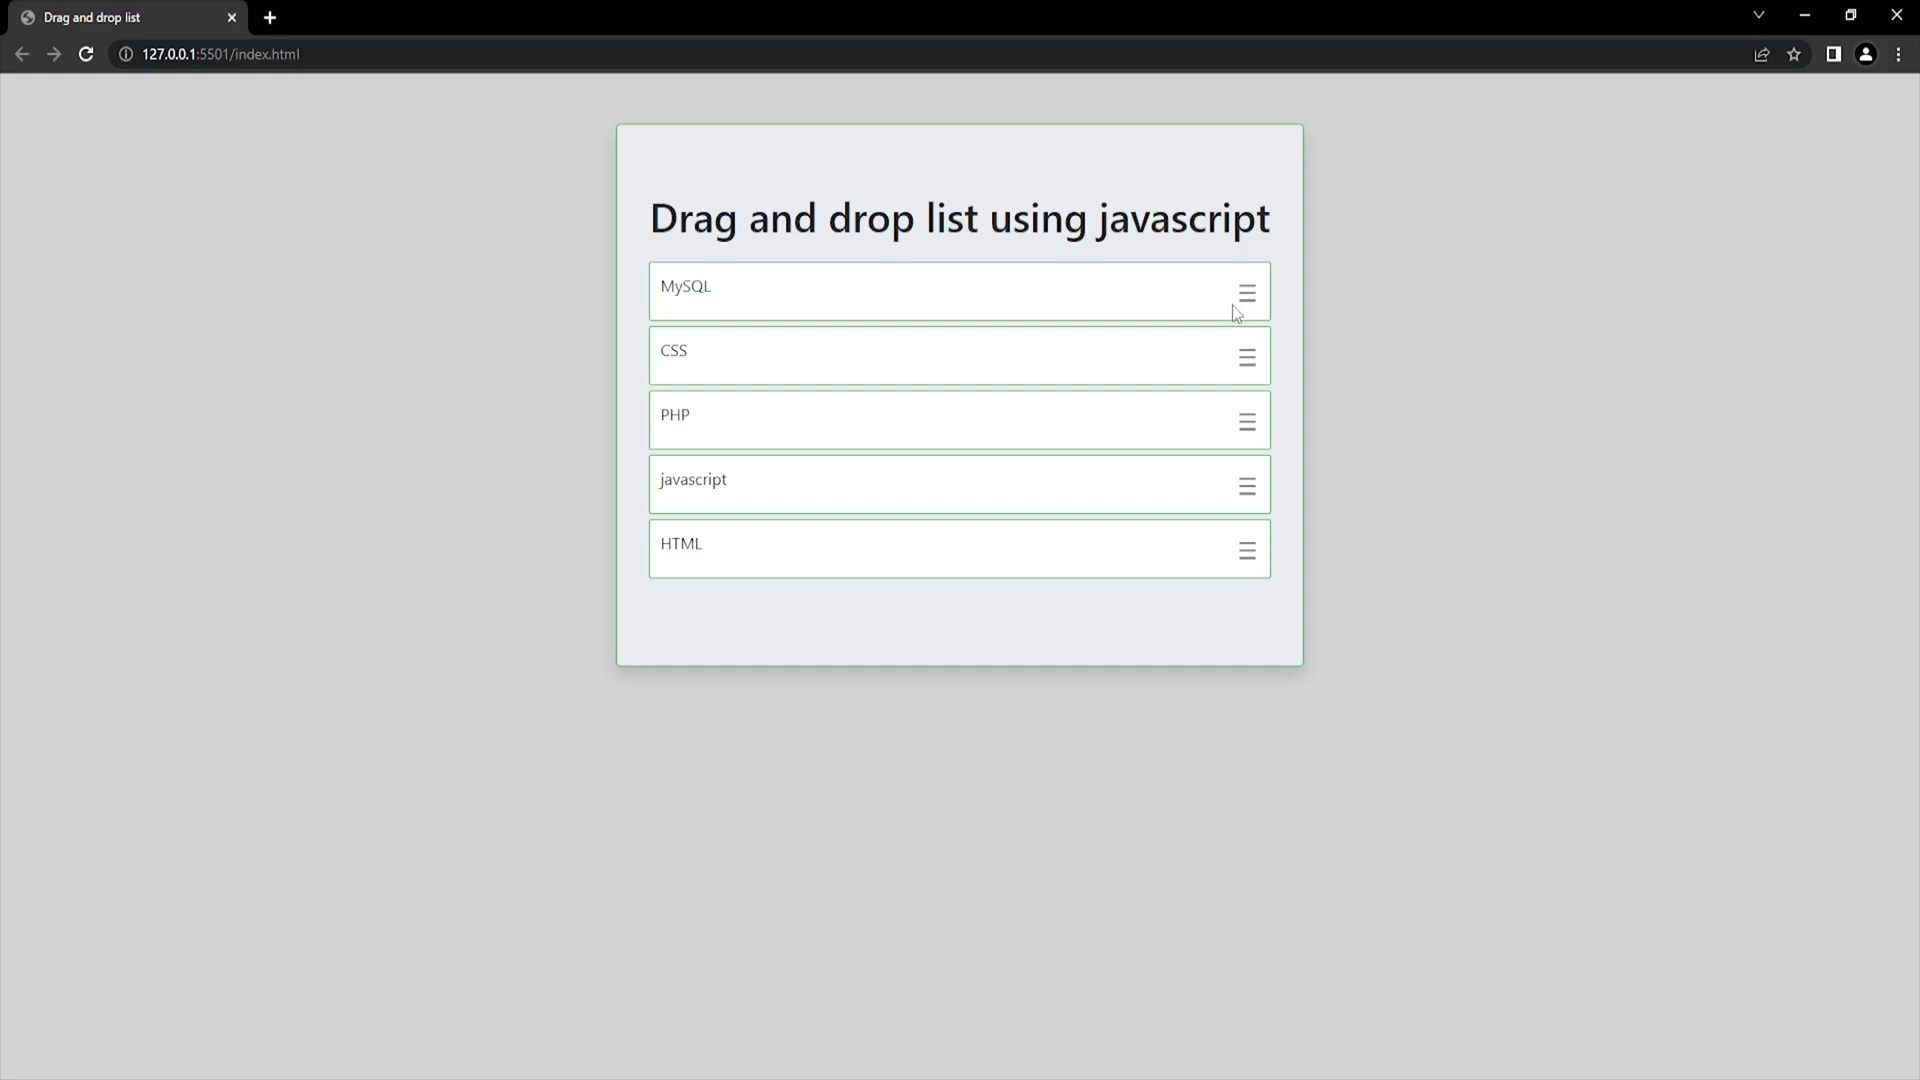 Drag and drop list
127.0.0.1:5501/index.html
Drag and drop list using javascript
MySQL
CSS
PHP
javascript
HTML